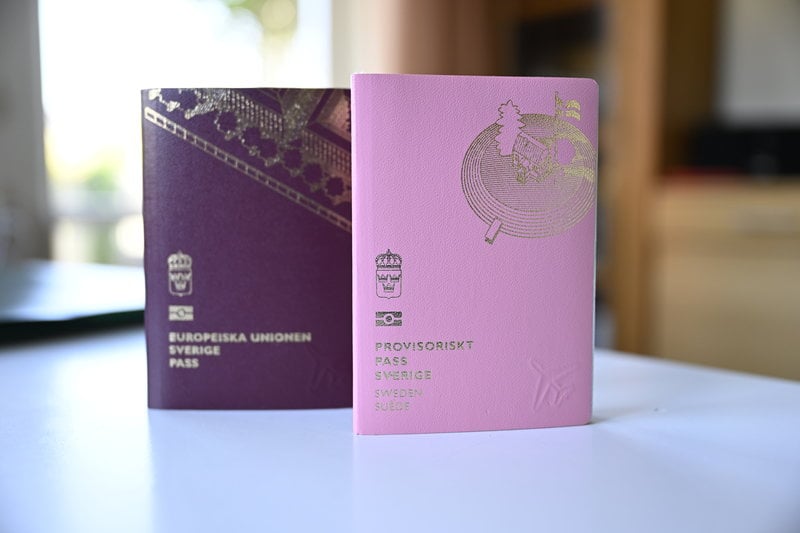 EUROPEISKA UNIONEN
SVERIGE
PASS
PROVISORISKT
PASS
SVERIGE
SWEDEN
SUÈDE